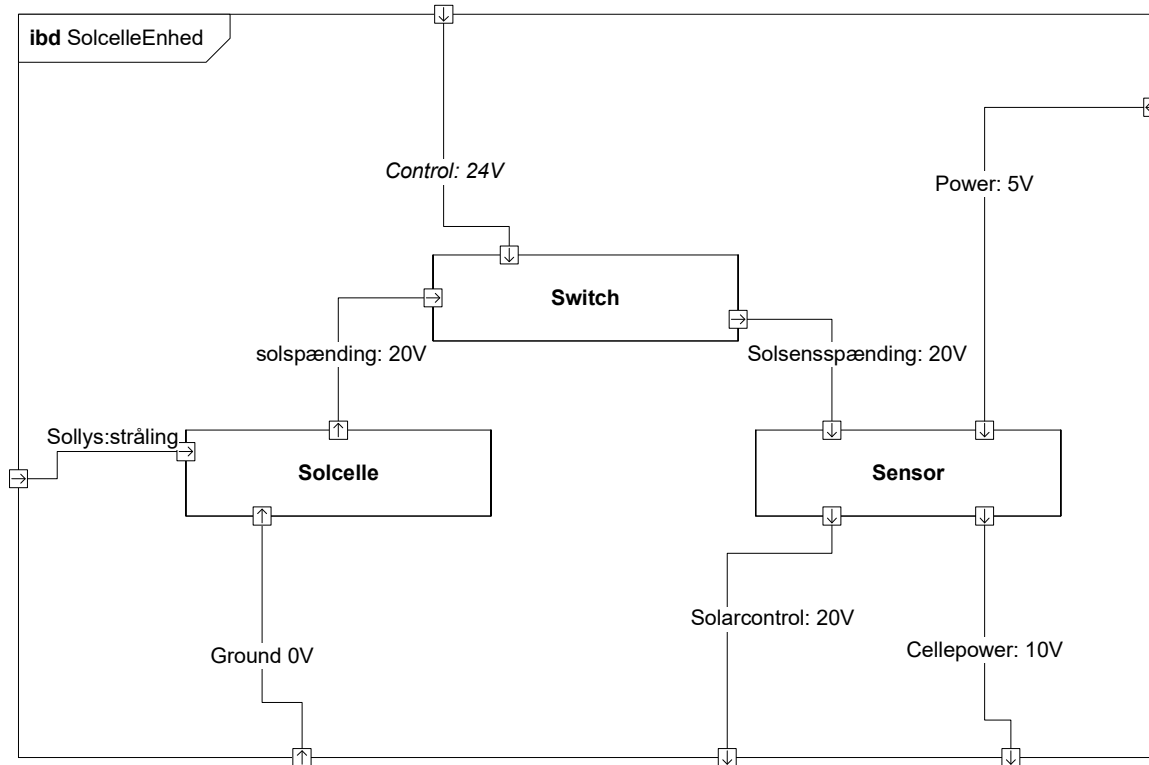 ibd SolcelleEnhed
Control: 24V
Power: 5V
Switch
solspænding: 20V
Solsensspænding: 20V
Sollys:stråling
Solcelle
Sensor
Solarcontrol: 20V
Ground 0V
Cellepower: 10V